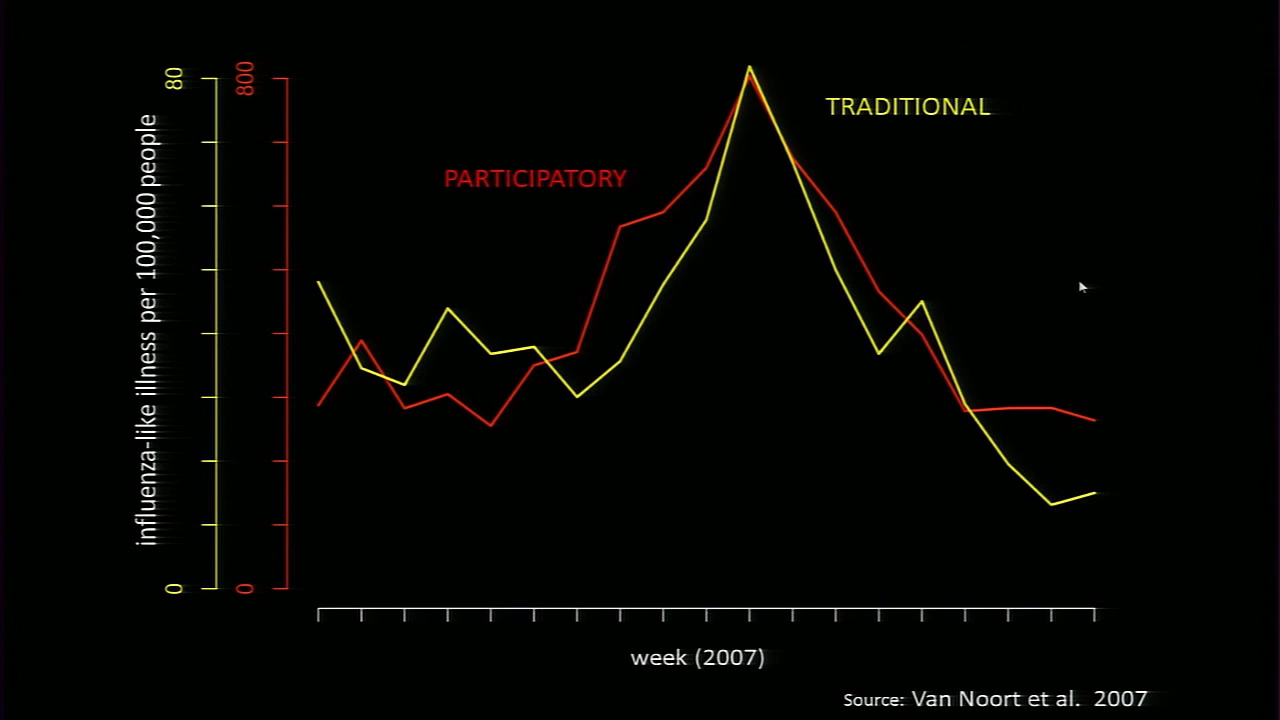 80
800
TRADITIONAL
PARTICIPATORY
influenza-like illness per 100,000 people
0
0
week (2007)
Source: Van Noort et al. 2007